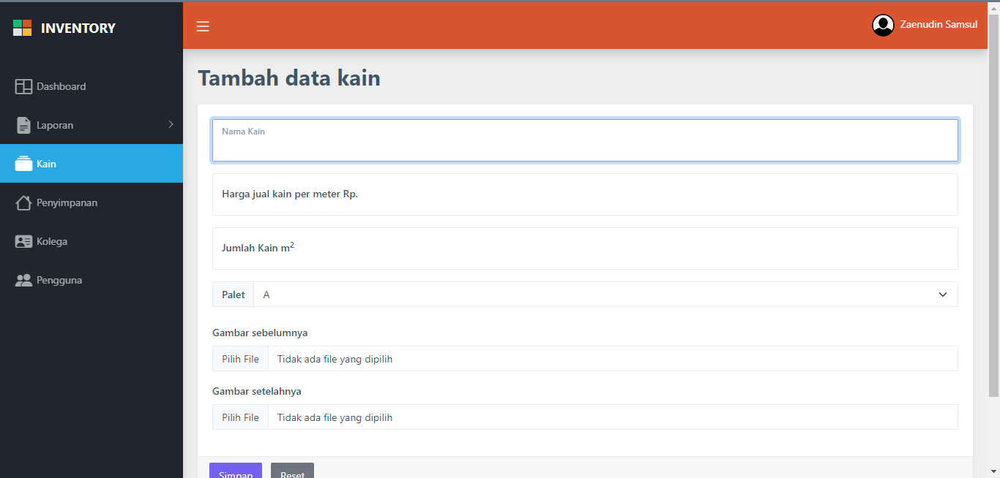 INVENTORY
Zaenudin Samsul
Dashboard
Laporan
Kain
Penyimpanan
Kolega
Pengguna
Tambah data kain
Nama Kain
Harga jual kain per meter Rp.
Jumlah Kain m²
Palet A
Gambar sebelumnya
Pilih File Tidak ada file yang dipilih
Gambar setelahnya
Pilih File Tidak ada file yang dipilih
Simpan Reset